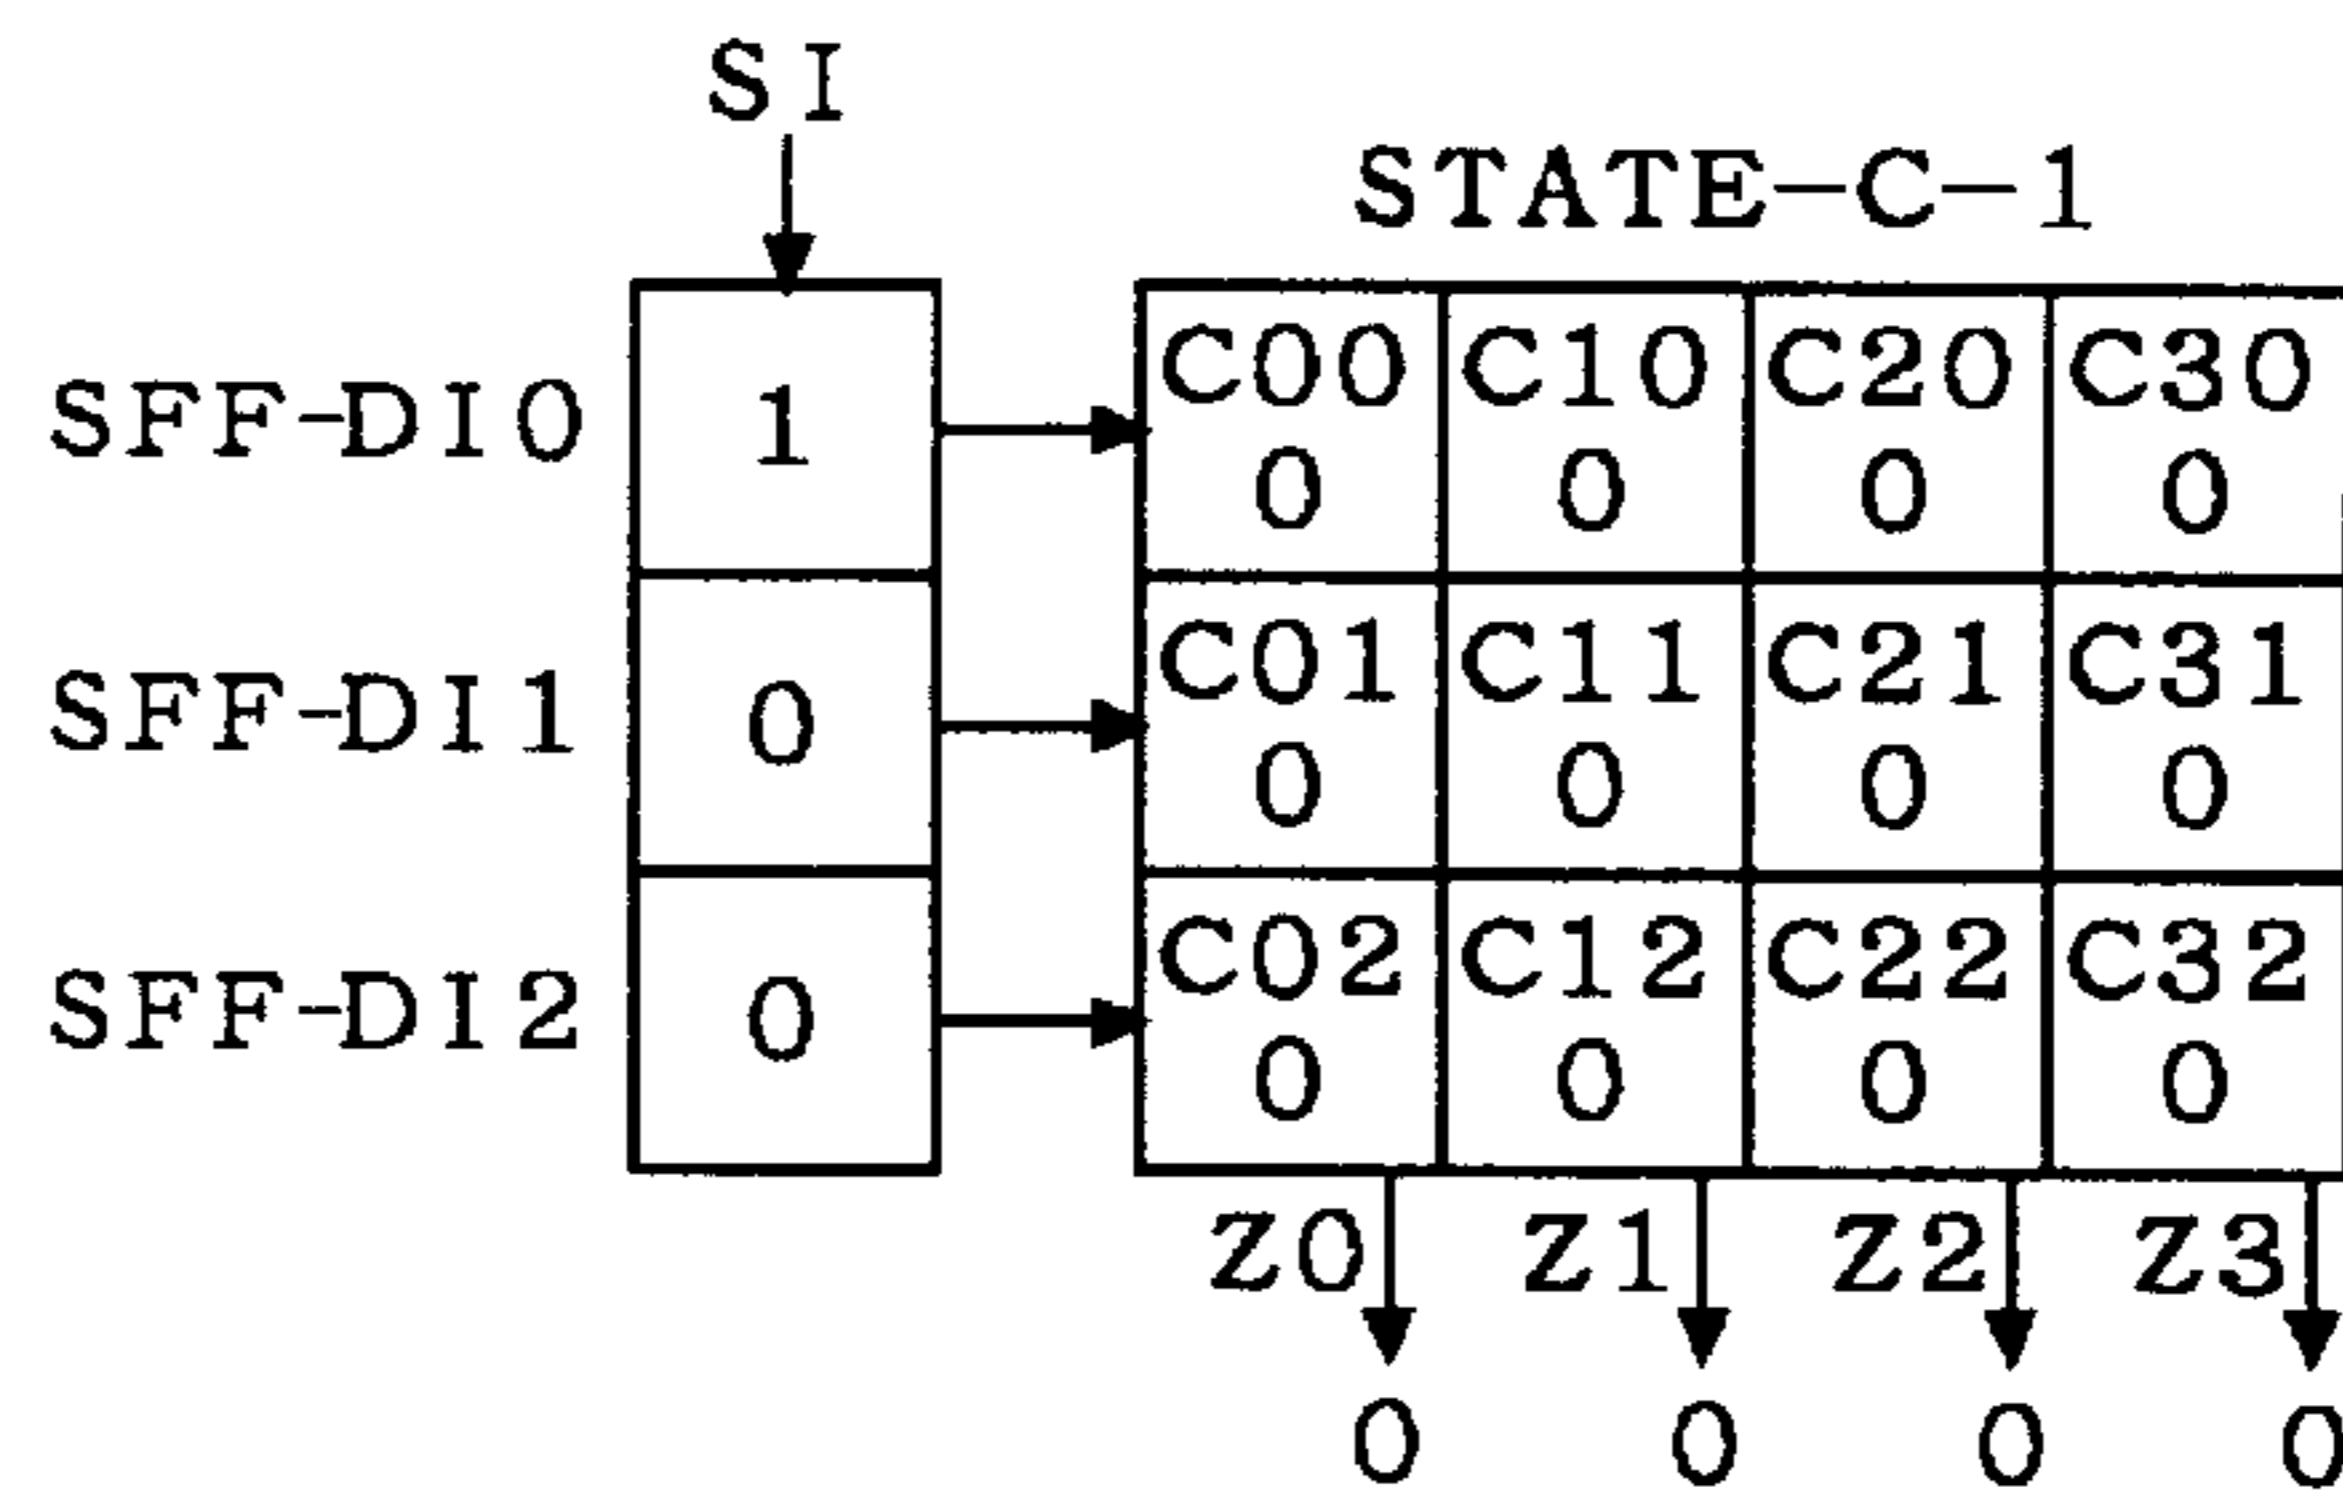 SI
STATE-C-1
C00 C10 C20 C30
SFF-DI0 1
0 0 0 0
C01 C11 C21 C31
SFF-DI1 0
0 0 0 0
C02 C12 C22 C32
SFF-DI2 0
0 0 0 0
Z0 Z1 Z2 Z3
0 0 0 0